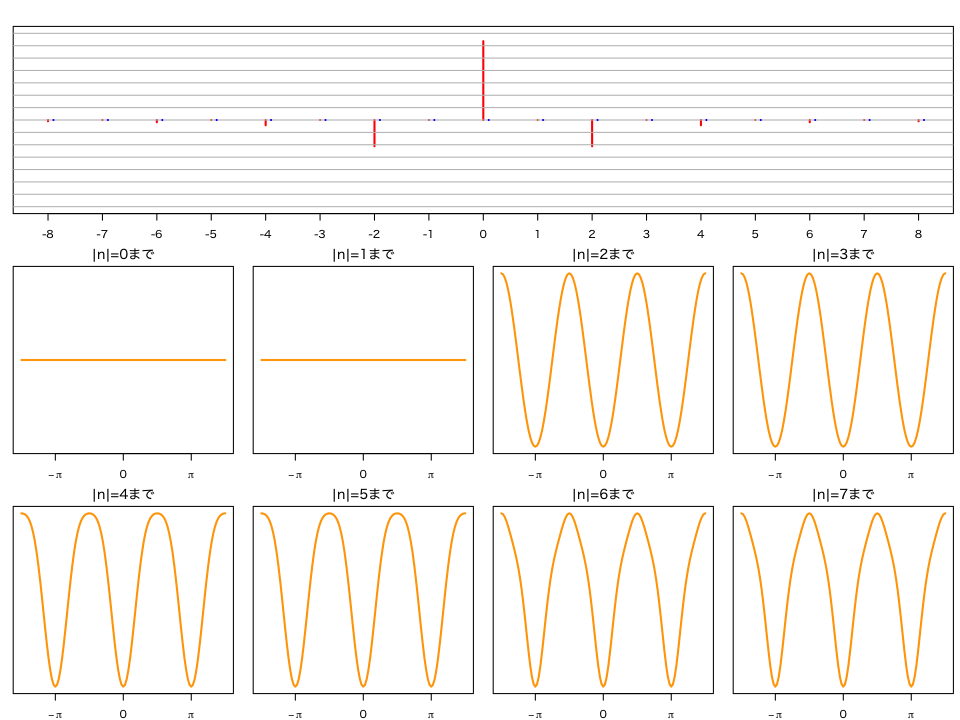 -8 -7 -6 -5 -4 -3 -2 -1 0 1 2 3 4 5 6 7 8
|n|=0まで |n|=1まで |n|=2まで |n|=3まで
-π 0 π -π 0 π -π 0 π -π 0 π
|n|=4まで |n|=5まで |n|=6まで |n|=7まで
-π 0 π -π 0 π -π 0 π -π 0 π